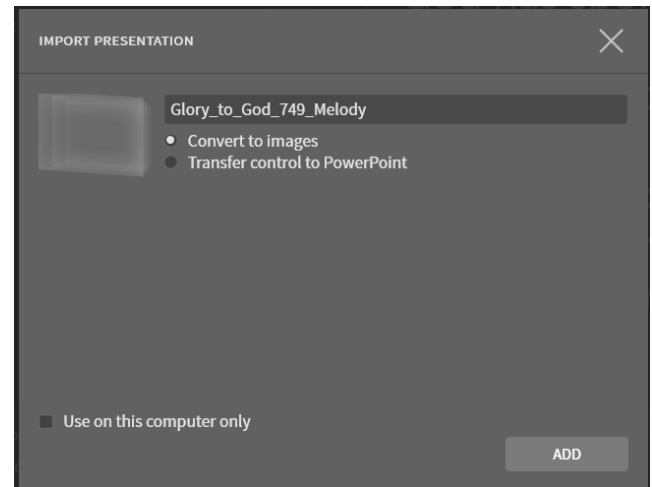 IMPORT PRESENTATION
Glory_to_God_749_Melody
Convert to images
Transfer control to PowerPoint
Use on this computer only
ADD